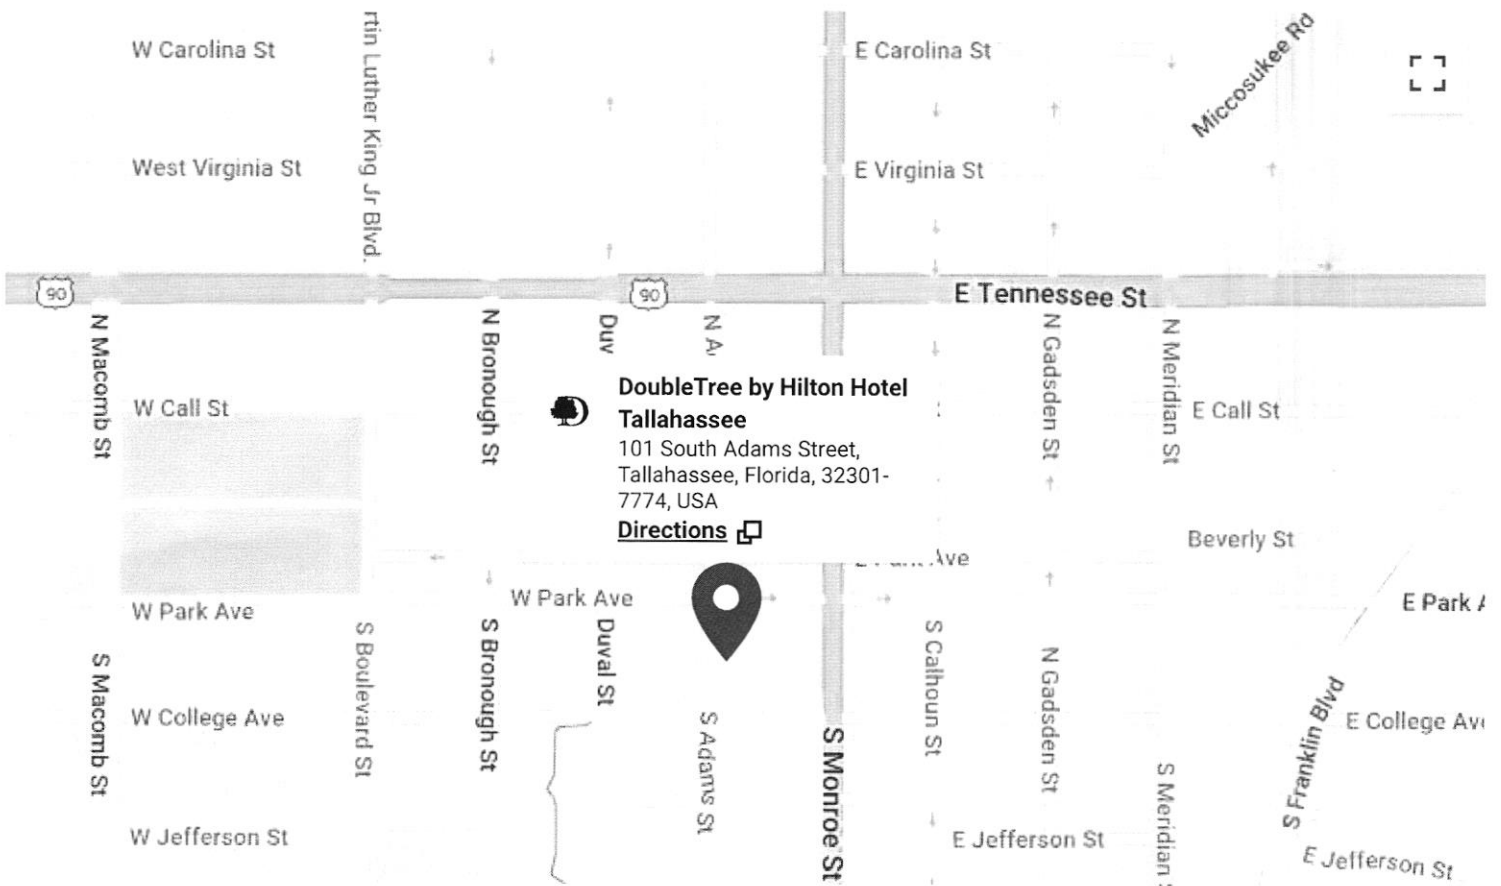 W Carolina St
rtin Luther King Jr Blvd.
E Carolina St
Miccosukee Rd
West Virginia St
E Virginia St
90
90
E Tennessee St
N Macomb St
N Bronough St
Duv
N A
N Gadsden St
N Meridian St
W Call St
DoubleTree by Hilton Hotel
Tallahassee
101 South Adams Street,
Tallahassee, Florida, 32301-
7774, USA
Directions
E Call St
Beverly St
Ave
W Park Ave
W Park Ave
E Park A
S Macomb St
S Boulevard St
S Bronough St
Duval St
S Adams St
S Monroe St
S Calhoun St
N Gadsden St
S Meridian S
S Franklin Blvd
W College Ave
E College Ave
W Jefferson St
E Jefferson St
E Jefferson St